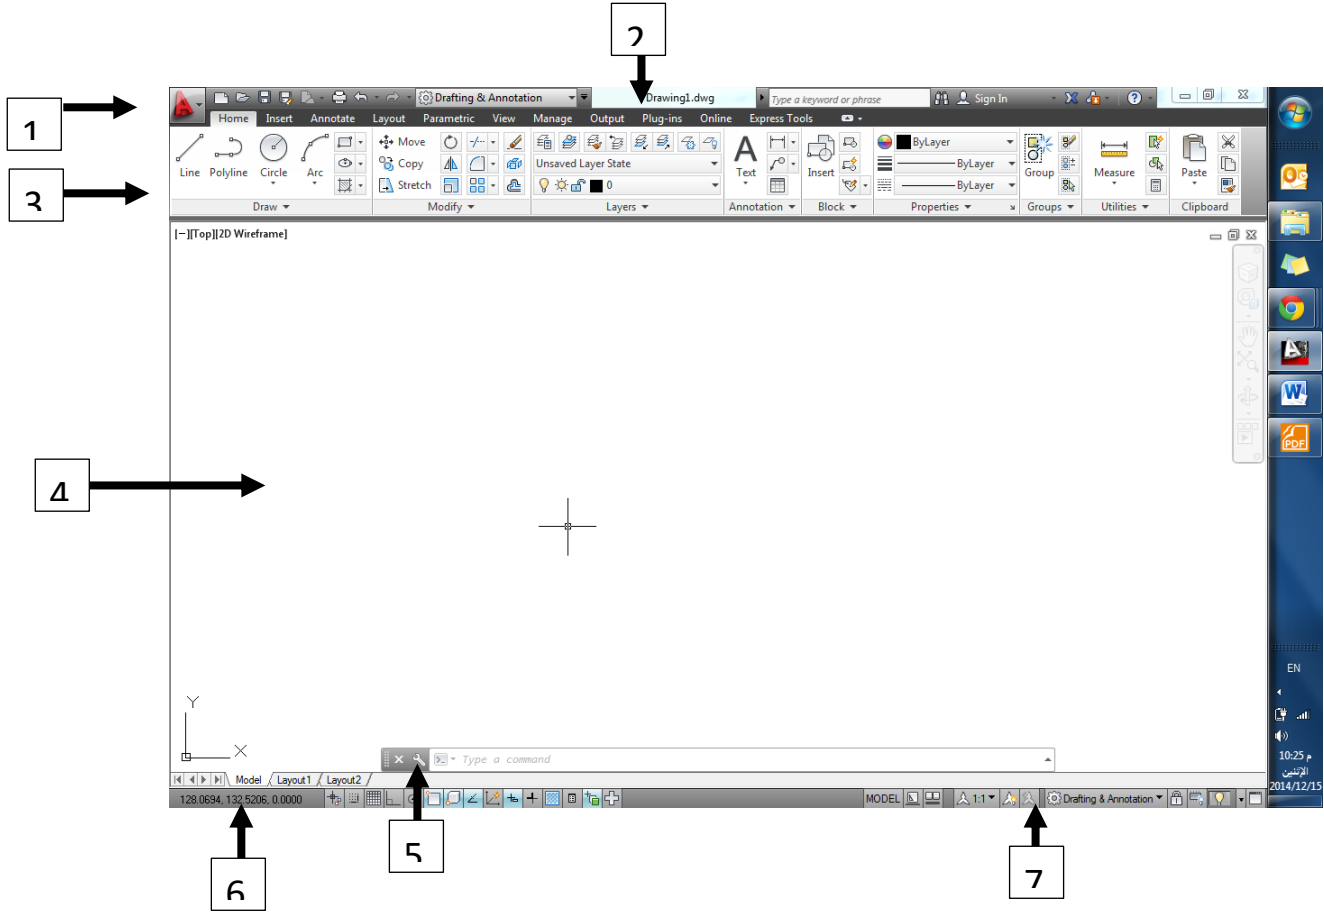 2
1
Drafting & Annotation
Drawing1.dwg
Type a keyword or phrase
Sign In
Home Insert Annotate Layout Parametric View Manage Output Plug-ins Online Express Tools
Line Polyline Circle Arc
Move
Copy
Stretch
Unsaved Layer State
0
Text
Insert
ByLayer
ByLayer
ByLayer
Group
Measure
Paste
Draw Modify Layers Annotation Block Properties Groups Utilities Clipboard
3
[−][Top][2D Wireframe]
PDF
4
EN
Y
X
Type a command
10:25 م
الإثنين
2014/12/15
Model Layout1 Layout2
128.0694, 132.5206, 0.0000
MODEL
1:1
Drafting & Annotation
5
6
7